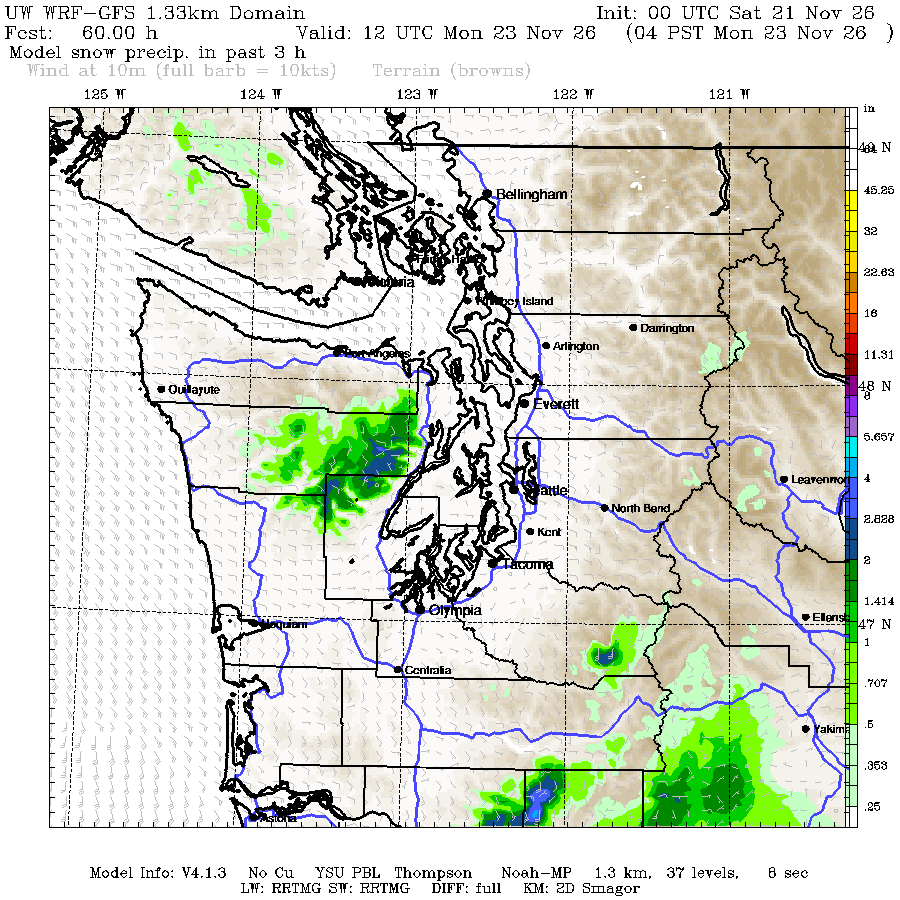 UW WRF-GFS 1.33km Domain Init: 00 UTC Sat 21 Nov 26
Fcst: 60.00 h Valid: 12 UTC Mon 23 Nov 26 (04 PST Mon 23 Nov 26 )
Model snow precip. in past 3 h
Wind at 10m (full barb = 10kts) Terrain (browns)
125 W 124 W 123 W 122 W 121 W
in
N
Bellingham
45.25
32
22.63
Whidbey Island
16
Darrington
Arlington
Port Angeles
11.31
Quillayute
48 N
8
Everett
5.657
Leavenwor
4
Seattle
North Bend
2.828
Kent
Tacoma
2
1.414
Olympia
Ellens
Hoquiam
47 N
1
Centralia
.707
.5
Yakim
.353
.25
Astoria
Model Info: V4.1.3 No Cu YSU PBL Thompson Noah-MP 1.3 km, 37 levels, 8 sec
LW: RRTMG SW: RRTMG DIFF: full KM: 2D Smagor